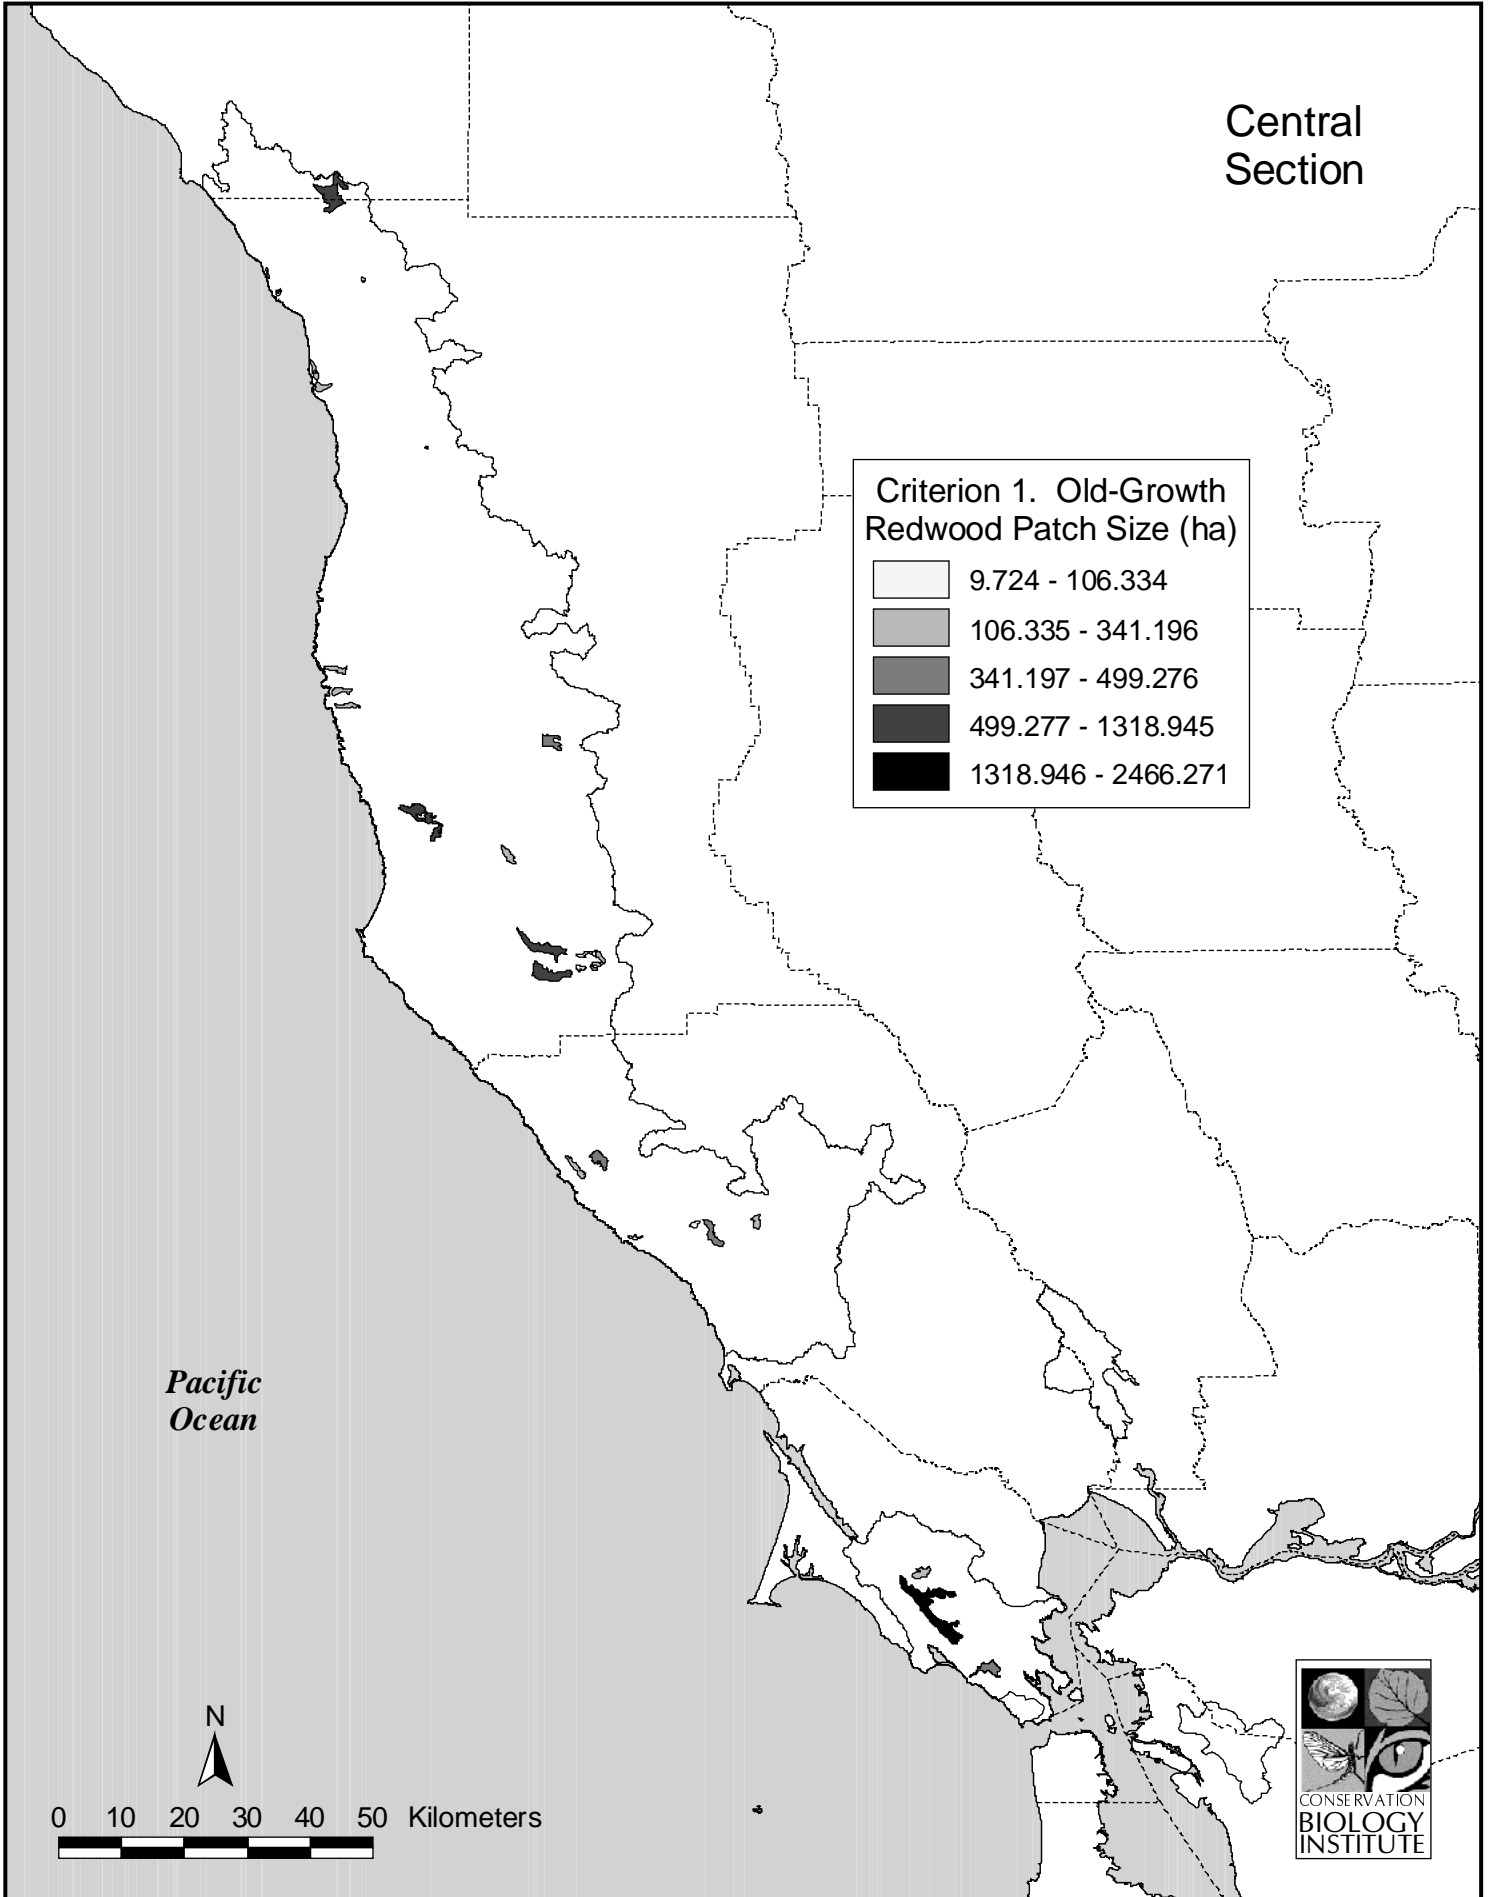 Central
Section
Criterion 1.  Old-Growth
Redwood Patch Size (ha)
9.724 - 106.334
106.335 - 341.196
341.197 - 499.276
499.277 - 1318.945
1318.946 - 2466.271
Pacific
Ocean
N
0 10 20 30 40 50 Kilometers
CONSERVATION
BIOLOGY
INSTITUTE